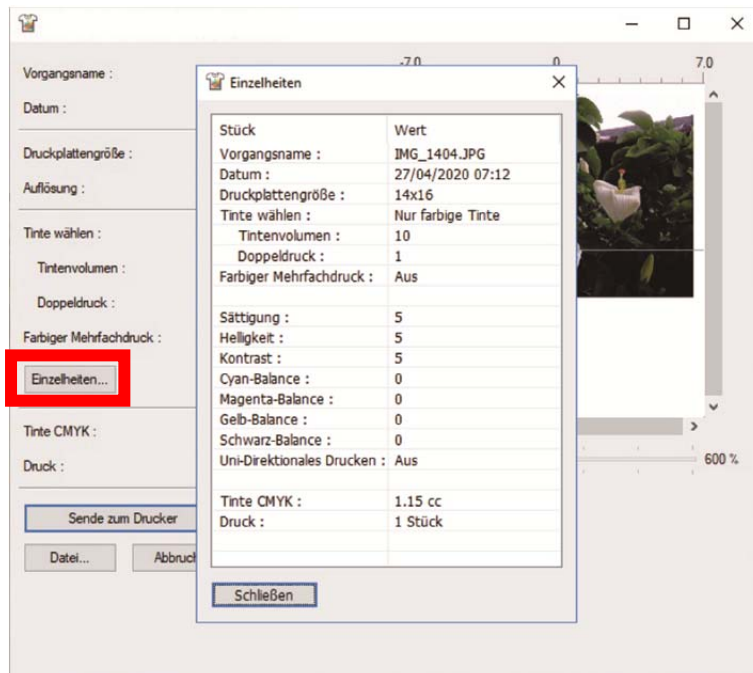 -7.0 0 7.0
Vorgangsname :
Datum :
Druckplattengröße :
Auflösung :
Tinte wählen :
Tintenvolumen :
Doppeldruck :
Farbiger Mehrfachdruck :
Einzelheiten...
Tinte CMYK :
Druck :
Sende zum Drucker
Datei... Abbruch
600 %
Einzelheiten
Stück Wert
Vorgangsname : IMG_1404.JPG
Datum : 27/04/2020 07:12
Druckplattengröße : 14x16
Tinte wählen : Nur farbige Tinte
Tintenvolumen : 10
Doppeldruck : 1
Farbiger Mehrfachdruck : Aus
Sättigung : 5
Helligkeit : 5
Kontrast : 5
Cyan-Balance : 0
Magenta-Balance : 0
Gelb-Balance : 0
Schwarz-Balance : 0
Uni-Direktionales Drucken : Aus
Tinte CMYK : 1.15 cc
Druck : 1 Stück
Schließen